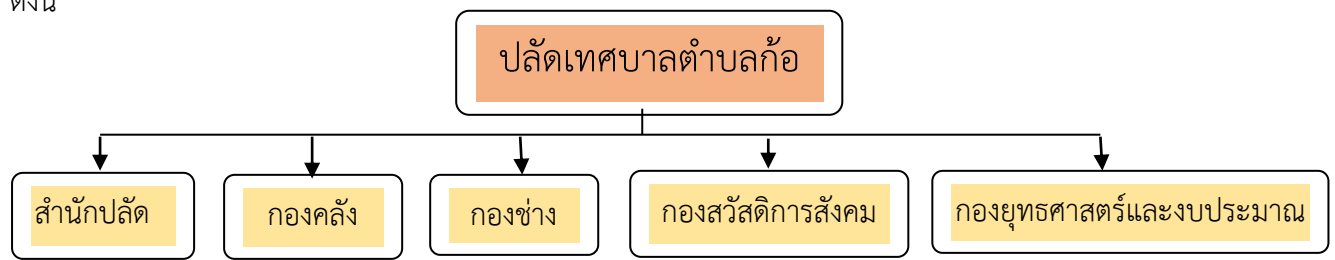 ดังนี้
ปลัดเทศบาลตำบลก้อ
สำนักปลัด
กองคลัง
กองช่าง
กองสวัสดิการสังคม
กองยุทธศาสตร์และงบประมาณ